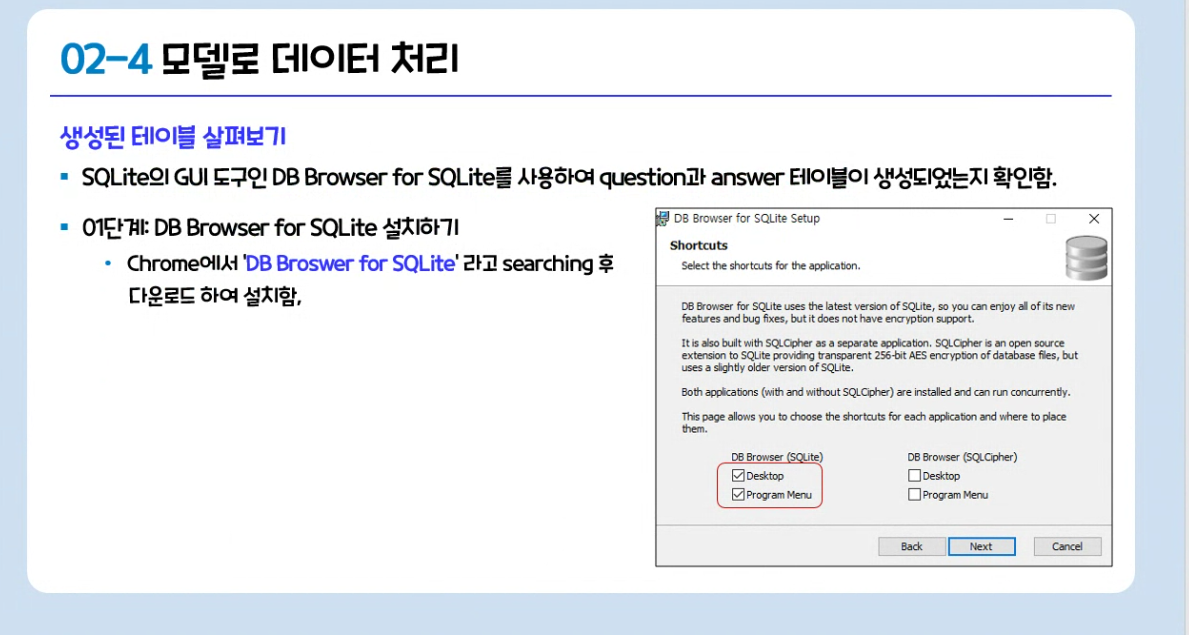 02-4 모델로 데이터 처리
생성된 테이블 살펴보기
SQLite의 GUI 도구인 DB Browser for SQLite를 사용하여 question과 answer 테이블이 생성되었는지 확인함.
01단계: DB Browser for SQLite 설치하기
Chrome에서 'DB Broswer for SQLite' 라고 searching 후
다운로드 하여 설치함,
DB Browser for SQLite Setup
Shortcuts
Select the shortcuts for the application.
DB Browser for SQLite uses the latest version of SQLite, so you can enjoy all of its new
features and bug fixes, but it does not have encryption support.
It is also built with SQLCipher as a separate application. SQLCipher is an open source
extension to SQLite providing transparent 256-bit AES encryption of database files, but
uses a slightly older version of SQLite.
Both applications (with and without SQLCipher) are installed and can run concurrently.
This page allows you to choose the shortcuts for each application and where to place
them.
DB Browser (SQLite) DB Browser (SQLCipher)
Desktop Desktop
Program Menu Program Menu
Back Next Cancel